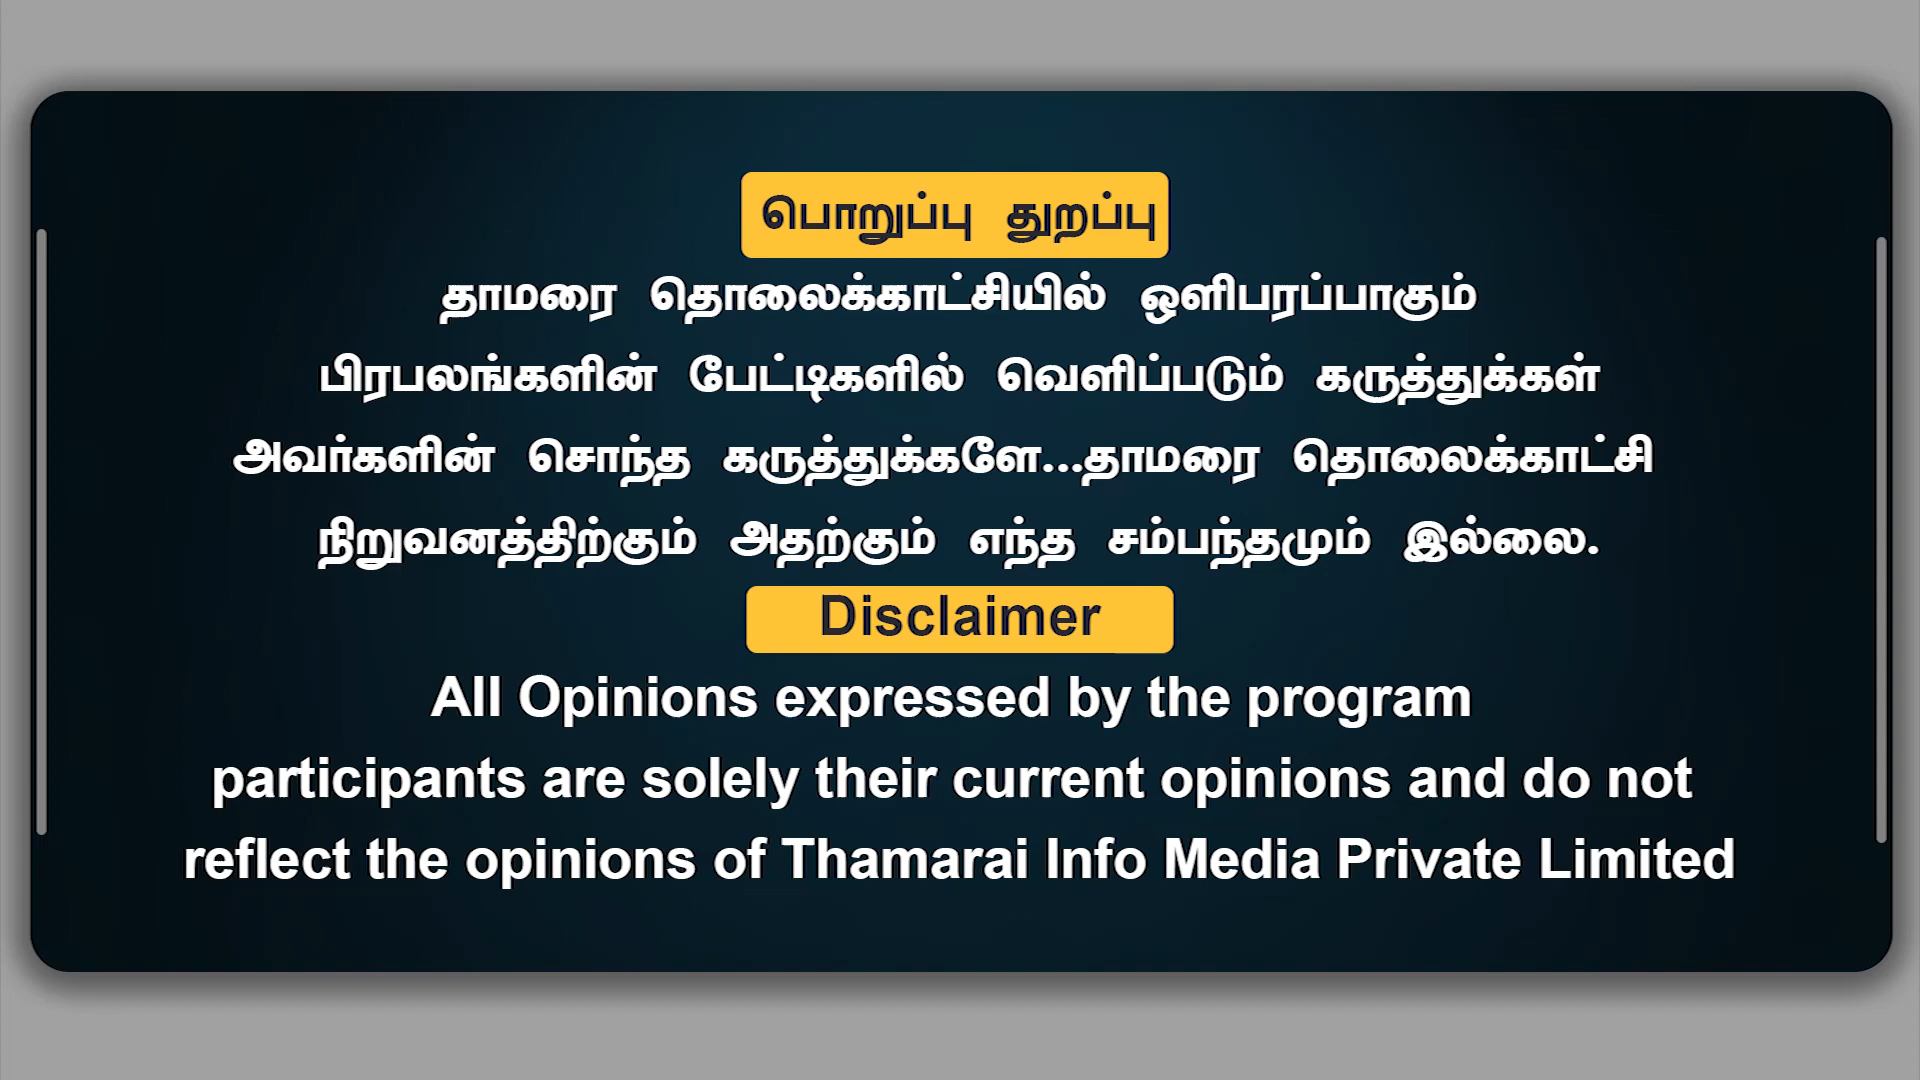 பொறுப்பு துறப்பு
தாமரை தொலைக்காட்சியில் ஒளிபரப்பாகும்
பிரபலங்களின் பேட்டிகளில் வெளிப்படும் கருத்துக்கள்
அவர்களின் சொந்த கருத்துக்களே...தாமரை தொலைக்காட்சி
நிறுவனத்திற்கும் அதற்கும் எந்த சம்பந்தமும் இல்லை.
Disclaimer
All Opinions expressed by the program
participants are solely their current opinions and do not
reflect the opinions of Thamarai Info Media Private Limited